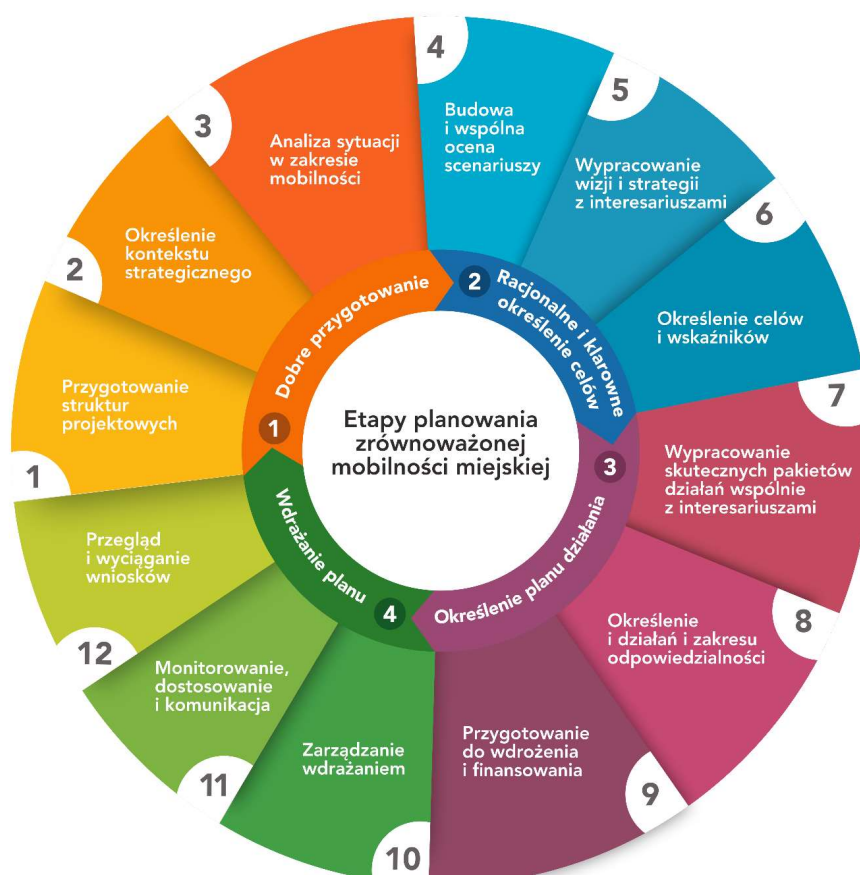 Etapy planowania
zrównoważonej
mobilności miejskiej
1
Dobre przygotowanie
2
Racjonalne i klarowne
określenie celów
3
Określenie planu działania
4
Wdrażanie planu
1
Przygotowanie
struktur
projektowych
2
Określenie
kontekstu
strategicznego
3
Analiza sytuacji
w zakresie
mobilności
4
Budowa
i wspólna
ocena
scenariuszy
5
Wypracowanie
wizji i strategii
z interesariuszami
6
Określenie celów
i wskaźników
7
Wypracowanie
skutecznych pakietów
działań wspólnie
z interesariuszami
8
Określenie
i działań i zakresu
odpowiedzialności
9
Przygotowanie
do wdrożenia
i finansowania
10
Zarządzanie
wdrażaniem
11
Monitorowanie,
dostosowanie
i komunikacja
12
Przegląd
i wyciąganie
wniosków